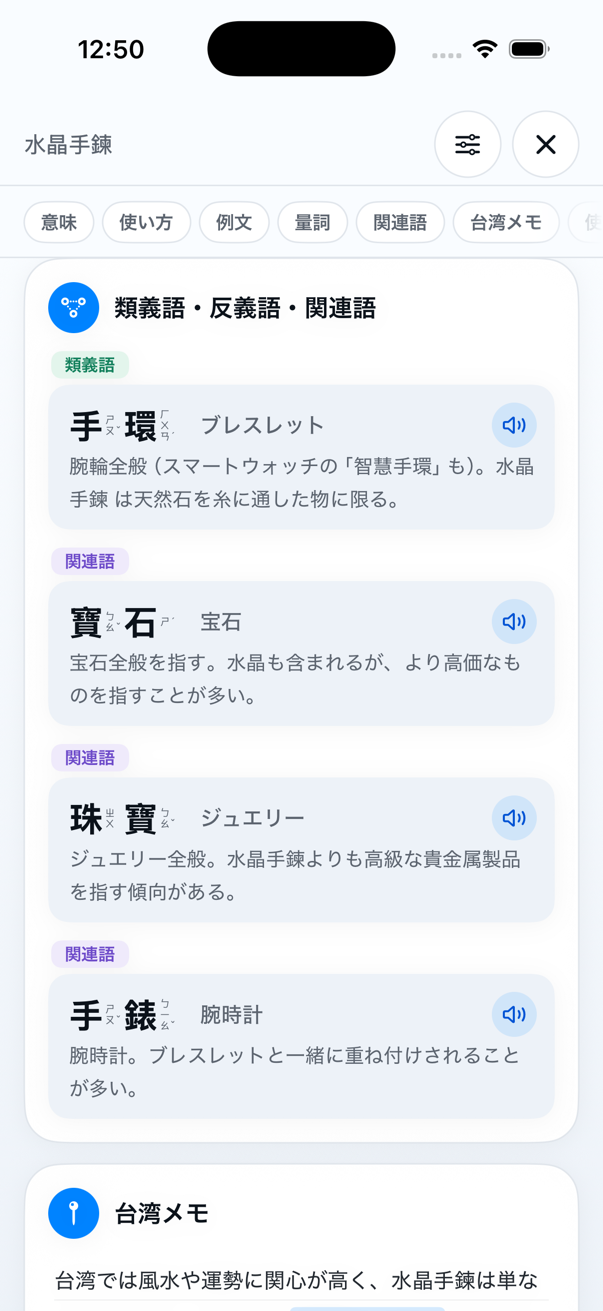 12:50
水晶手鍊
意味 使い方 例文 量詞 関連語 台湾メモ 使
類義語・反義語・関連語
類義語
手ㄕㄡˇ環ㄏㄨㄢˊ ブレスレット
腕輪全般（スマートウォッチの「智慧手環」も）。水晶
手鍊 は天然石を糸に通した物に限る。
関連語
寶ㄅㄠˇ石ㄕˊ 宝石
宝石全般を指す。水晶も含まれるが、より高価なも
のを指すことが多い。
関連語
珠ㄓㄨ寶ㄅㄠˇ ジュエリー
ジュエリー全般。水晶手鍊よりも高級な貴金属製品
を指す傾向がある。
関連語
手ㄕㄡˇ錶ㄅㄧㄠˇ 腕時計
腕時計。ブレスレットと一緒に重ね付けされること
が多い。
台湾メモ
台湾では風水や運勢に関心が高く、水晶手鍊は単な